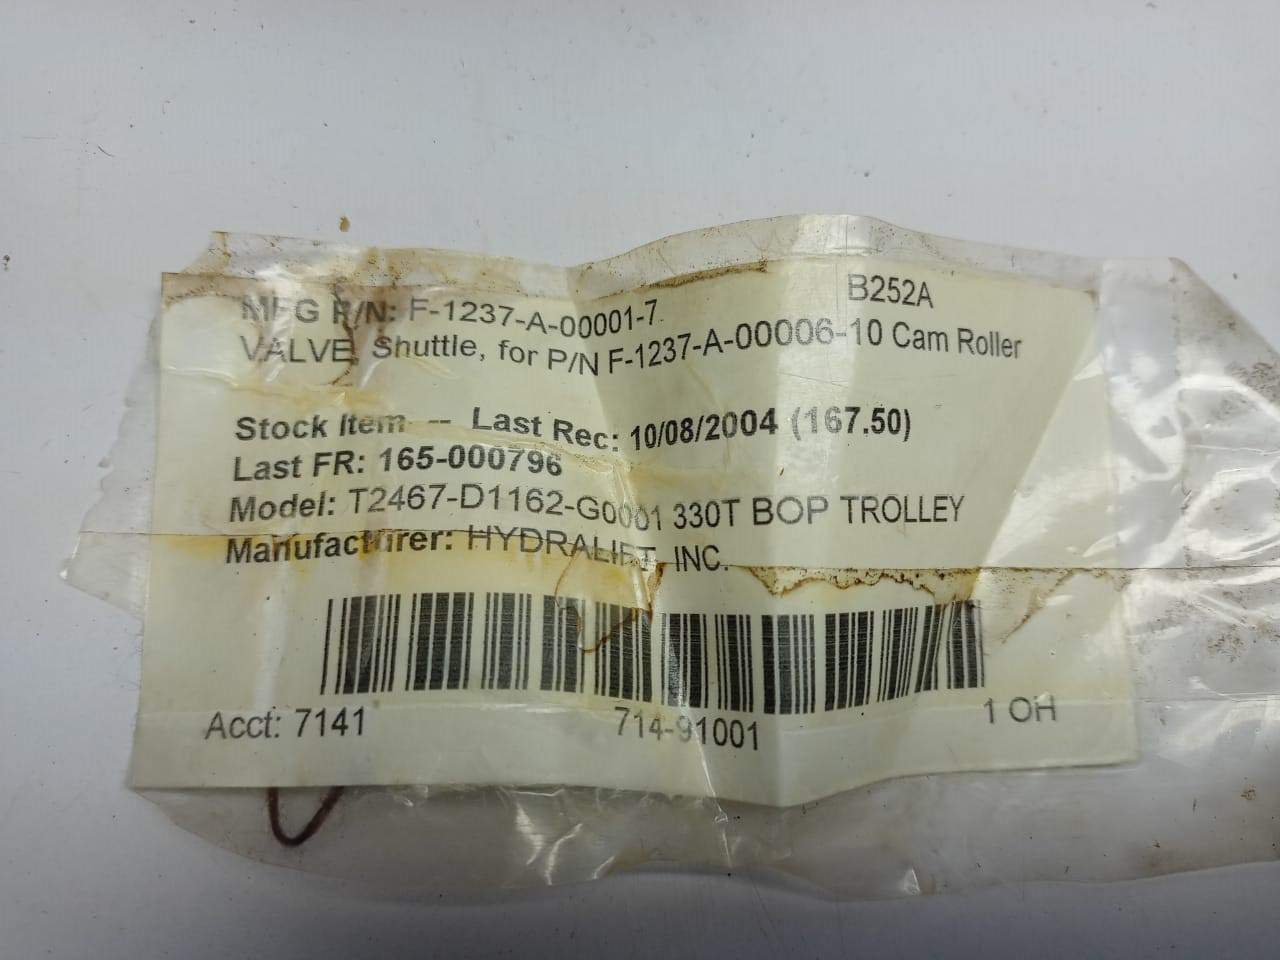 MFG P/N: F-1237-A-00001-7 B252A
VALVE, Shuttle, for P/N F-1237-A-00006-10 Cam Roller
Stock Item -- Last Rec: 10/08/2004 (167.50)
Last FR: 165-000796
Model: T2467-D1162-G0001 330T BOP TROLLEY
Manufacturer: HYDRALIFT, INC.
Acct: 7141 714-91001 1 OH